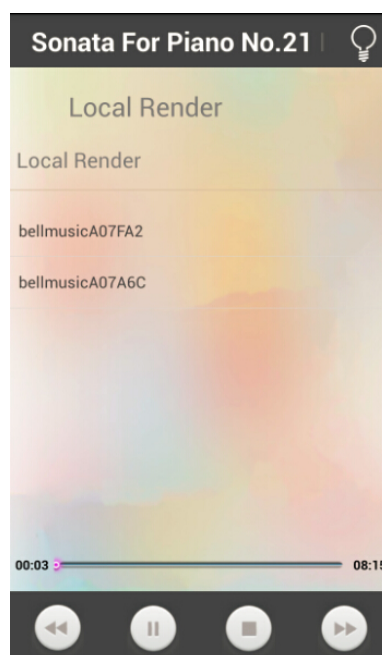 Sonata For Piano No.21
Local Render
Local Render
bellmusicA07FA2
bellmusicA07A6C
00:03 08:15